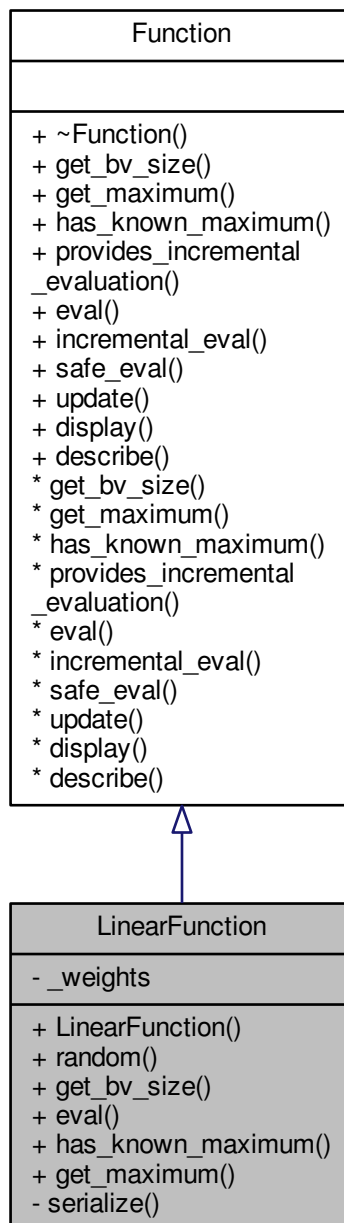 Function
+ ~Function()
+ get_bv_size()
+ get_maximum()
+ has_known_maximum()
+ provides_incremental
_evaluation()
+ eval()
+ incremental_eval()
+ safe_eval()
+ update()
+ display()
+ describe()
* get_bv_size()
* get_maximum()
* has_known_maximum()
* provides_incremental
_evaluation()
* eval()
* incremental_eval()
* safe_eval()
* update()
* display()
* describe()
LinearFunction
- _weights
+ LinearFunction()
+ random()
+ get_bv_size()
+ eval()
+ has_known_maximum()
+ get_maximum()
- serialize()